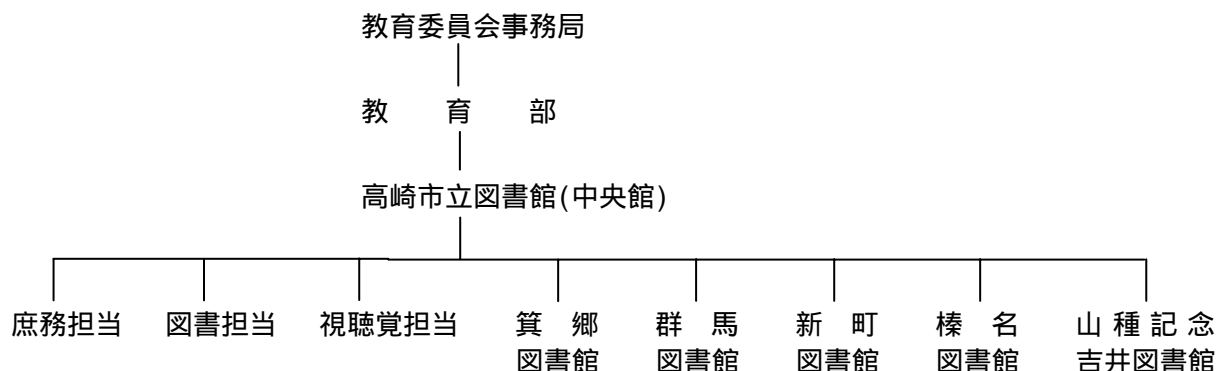 教育委員会事務局
教　育　部
高崎市立図書館(中央館)
庶務担当　図書担当　視聴覚担当　箕　郷　群　馬　新　町　榛　名　山種記念
図書館　図書館　図書館　図書館　吉井図書館